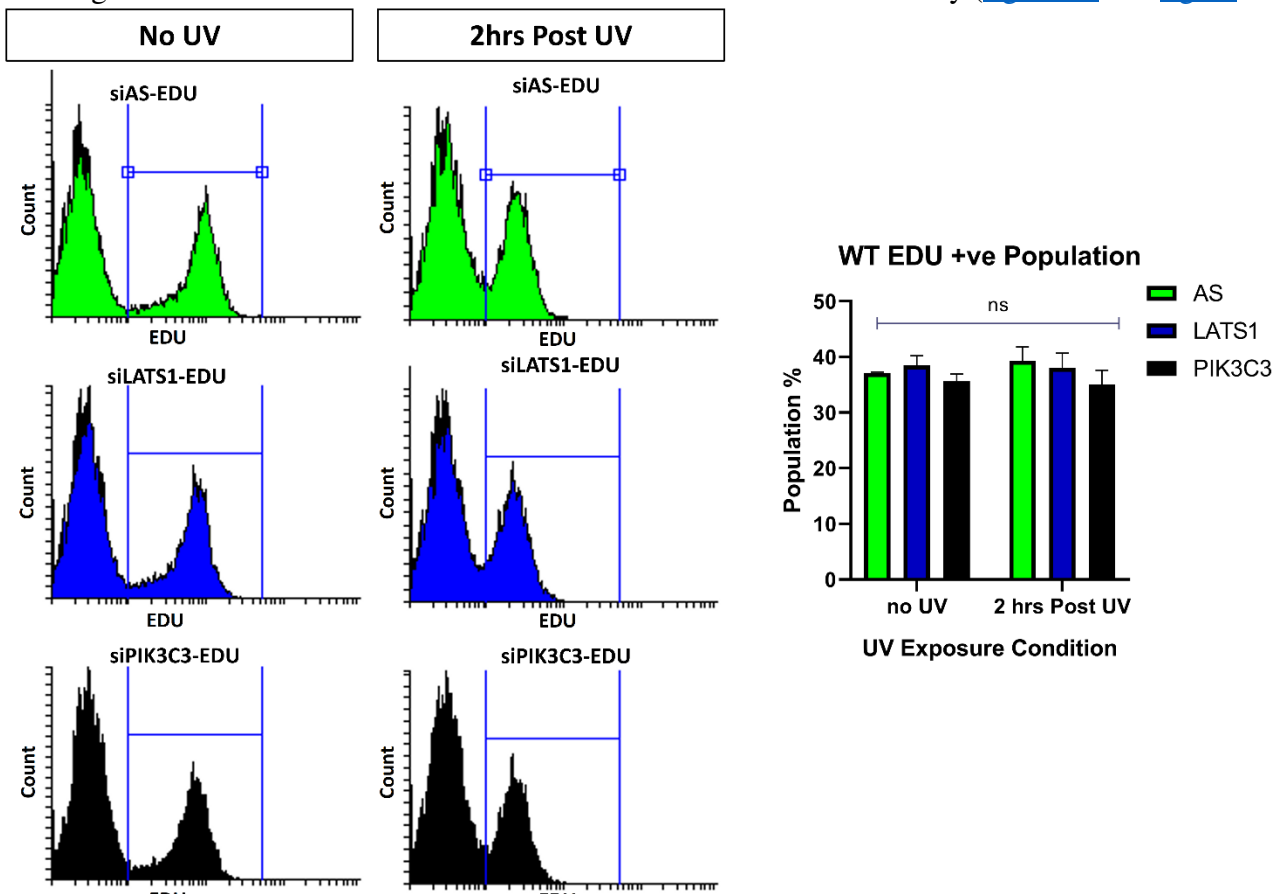 No UV
2hrs Post UV
siAS-EDU
siAS-EDU
Count
Count
EDU
EDU
siLATS1-EDU
siLATS1-EDU
Count
Count
EDU
EDU
siPIK3C3-EDU
siPIK3C3-EDU
Count
Count
WT EDU +ve Population
AS
LATS1
PIK3C3
ns
50
40
30
20
10
0
Population %
no UV
2 hrs Post UV
UV Exposure Condition